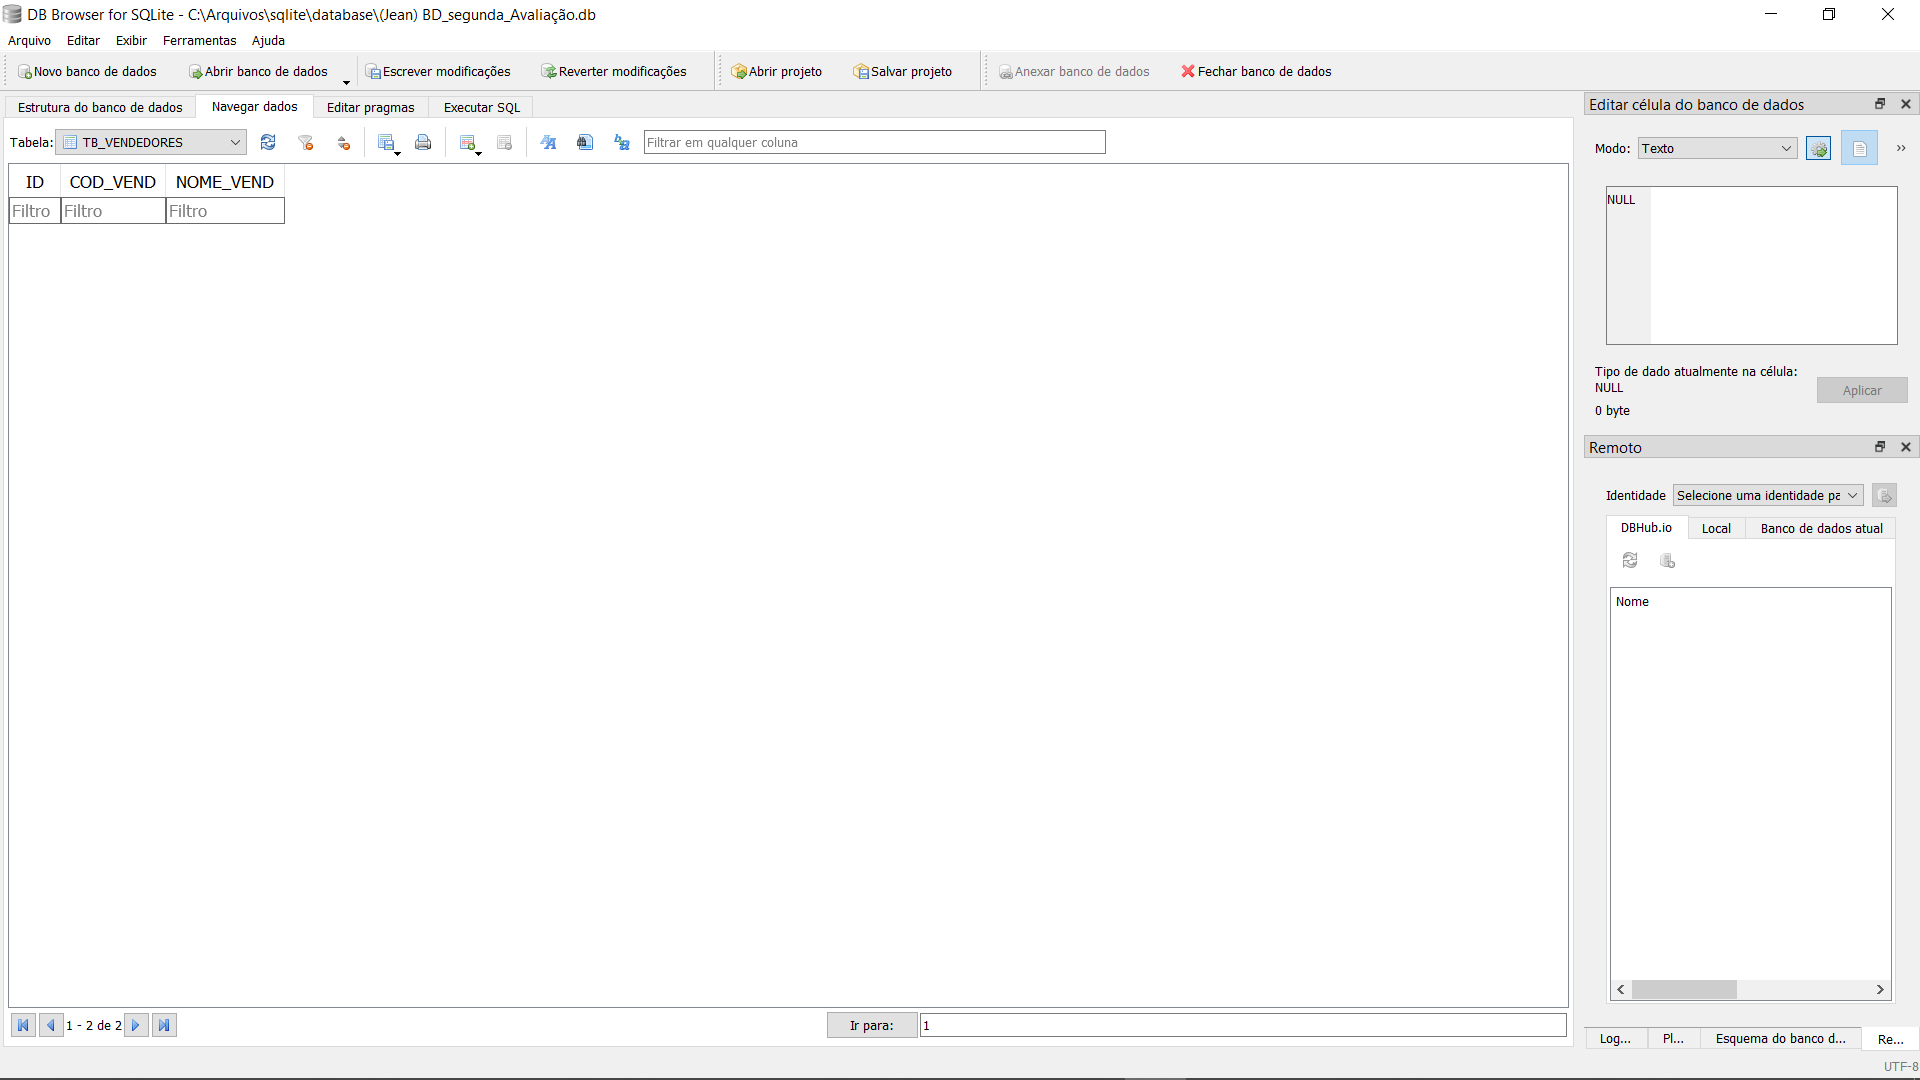 DB Browser for SQLite - C:\Arquivos\sqlite\database\(Jean) BD_segunda_Avaliação.db
Arquivo Editar Exibir Ferramentas Ajuda
Novo banco de dados Abrir banco de dados Escrever modificações Reverter modificações Abrir projeto Salvar projeto Anexar banco de dados Fechar banco de dados
Estrutura do banco de dados Navegar dados Editar pragmas Executar SQL
Tabela: TB_VENDEDORES Filtrar em qualquer coluna
ID COD_VEND NOME_VEND
Filtro Filtro Filtro
1 - 2 de 2 Ir para: 1
Editar célula do banco de dados
Modo: Texto
NULL
Tipo de dado atualmente na célula:
NULL
Aplicar
0 byte
Remoto
Identidade Selecione uma identidade pa
DBHub.io Local Banco de dados atual
Nome
Log... Pl... Esquema do banco d... Re...
UTF-8